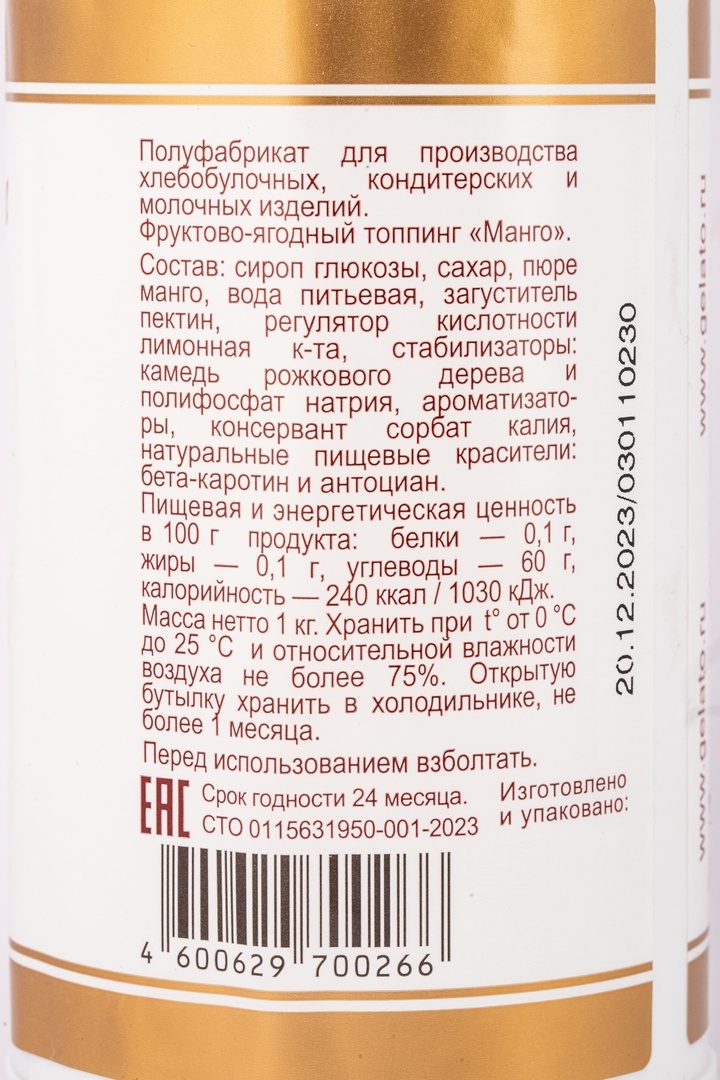 Полуфабрикат для производства
хлебобулочных, кондитерских и
молочных изделий.
Фруктово-ягодный топпинг «Манго».
Состав: сироп глюкозы, сахар, пюре
манго, вода питьевая, загуститель
пектин, регулятор кислотности
лимонная к-та, стабилизаторы:
камедь рожкового дерева и
полифосфат натрия, ароматизато-
ры, консервант сорбат калия,
натуральные пищевые красители:
бета-каротин и антоциан.
Пищевая и энергетическая ценность
в 100 г продукта: белки — 0,1 г,
жиры — 0,1 г, углеводы — 60 г,
калорийность — 240 ккал / 1030 кДж.
Масса нетто 1 кг. Хранить при t° от 0 °С
до 25 °С и относительной влажности
воздуха не более 75%. Открытую
бутылку хранить в холодильнике, не
более 1 месяца.
Перед использованием взболтать.
EAC
Срок годности 24 месяца.
СТО 0115631950-001-2023
Изготовлено
и упаковано:
4 600629 700266
20.12.2023/030110230
www.gelato.ru
www.gelato.ru